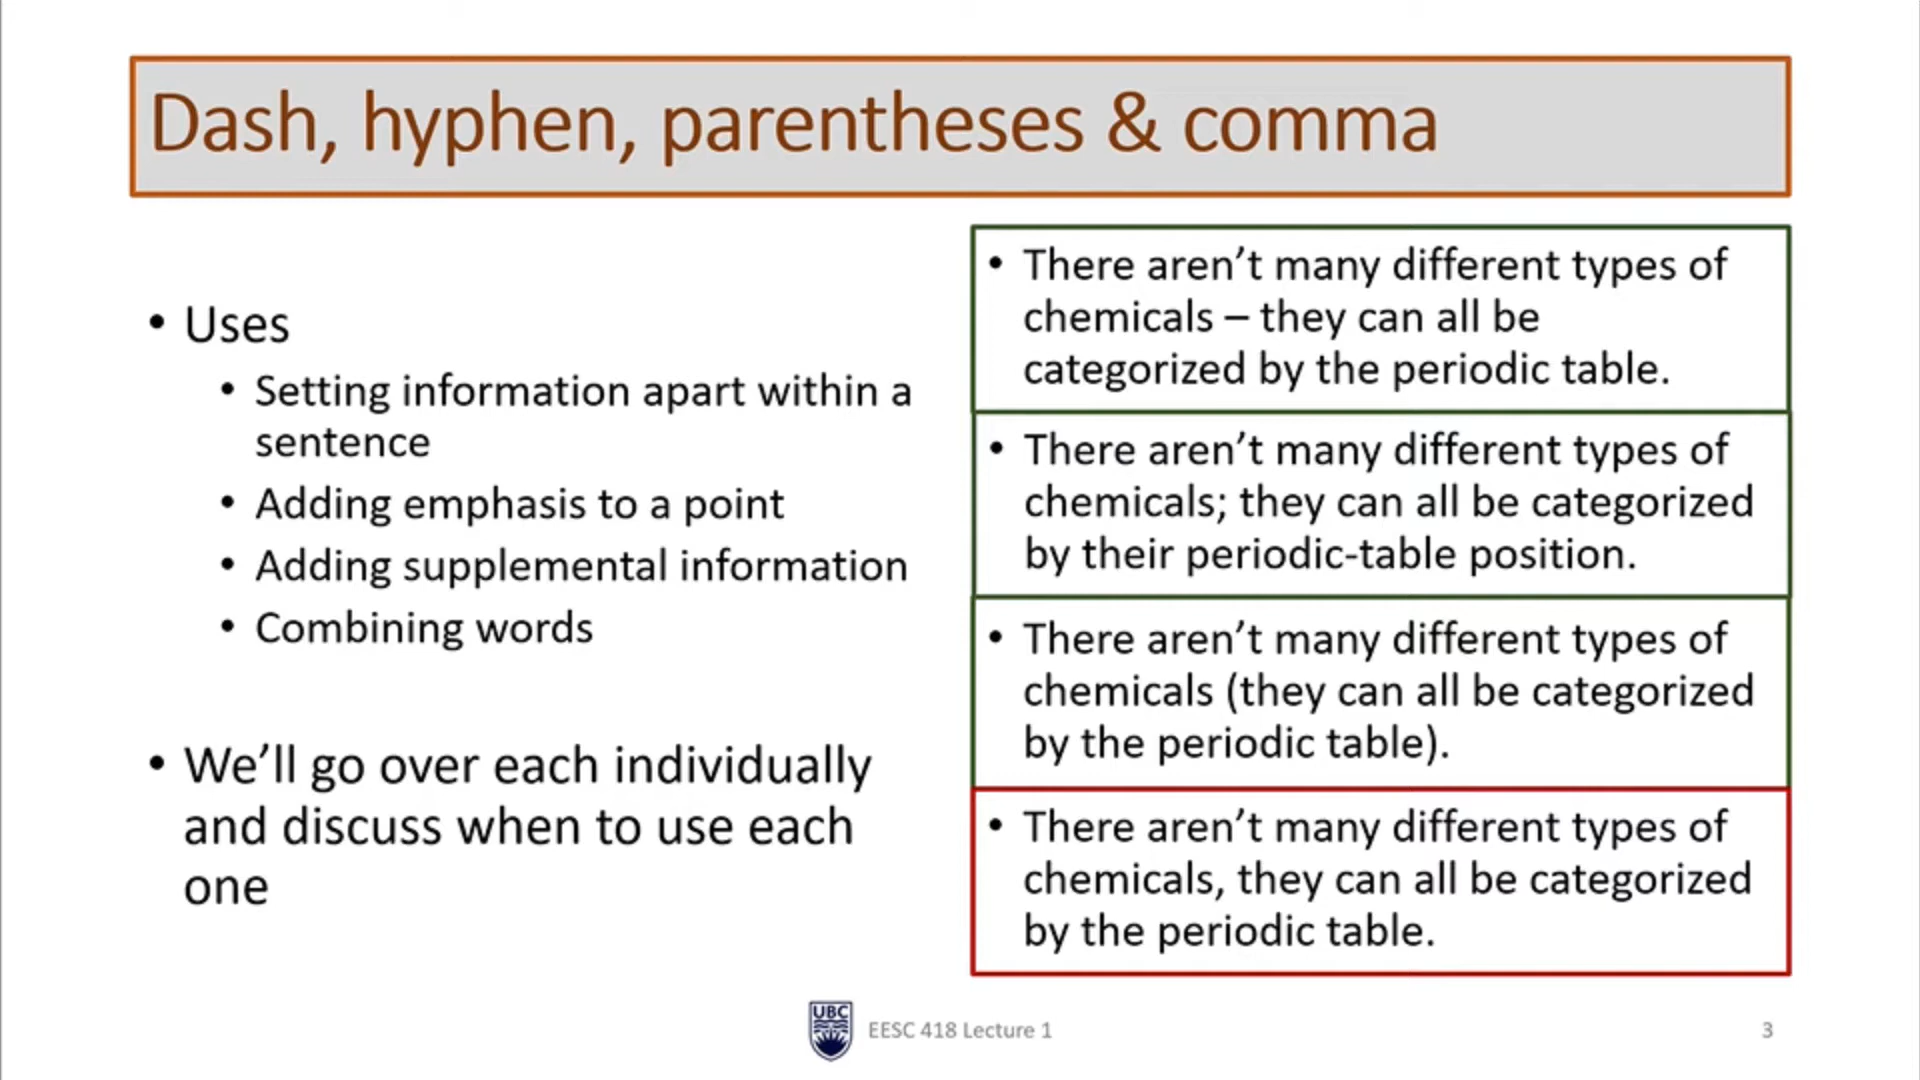 Dash, hyphen, parentheses & comma
• Uses
• Setting information apart within a
sentence
• Adding emphasis to a point
• Adding supplemental information
• Combining words
• We’ll go over each individually
and discuss when to use each
one
• There aren’t many different types of
chemicals – they can all be
categorized by the periodic table.
• There aren’t many different types of
chemicals; they can all be categorized
by their periodic-table position.
• There aren’t many different types of
chemicals (they can all be categorized
by the periodic table).
• There aren’t many different types of
chemicals, they can all be categorized
by the periodic table.
UBC
EESC 418 Lecture 1
3